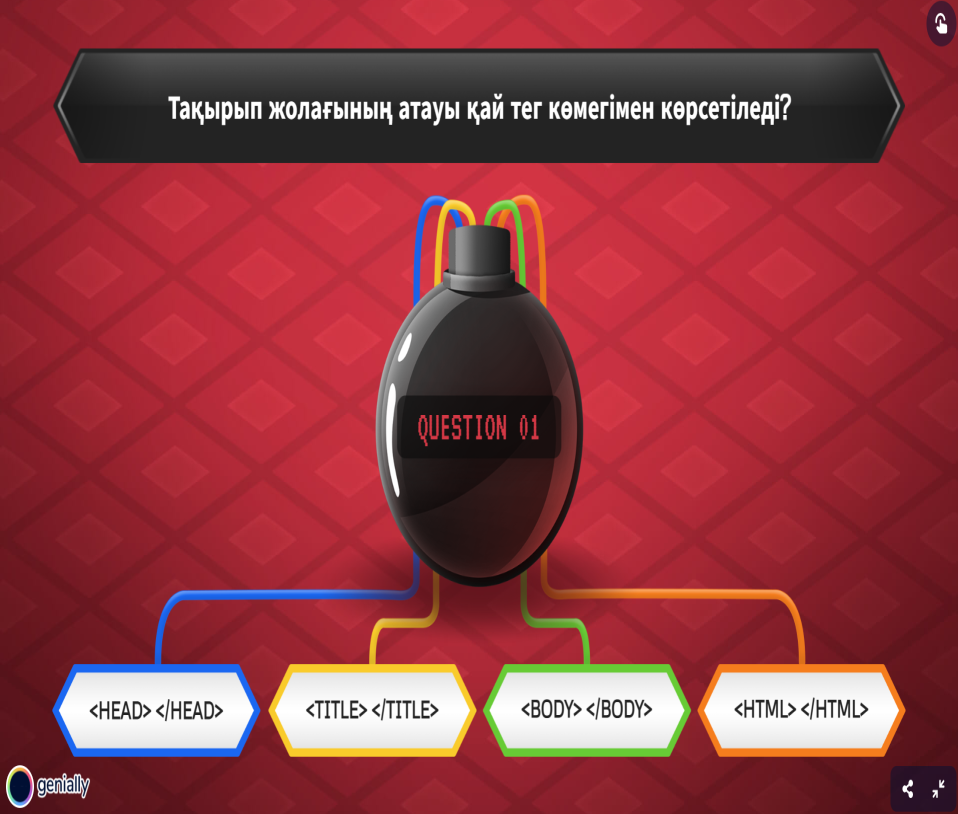 Тақырып жолағының атауы қай тег көмегімен көрсетіледі?
QUESTION 01
<HEAD> </HEAD>
<TITLE> </TITLE>
<BODY> </BODY>
<HTML> </HTML>
genially